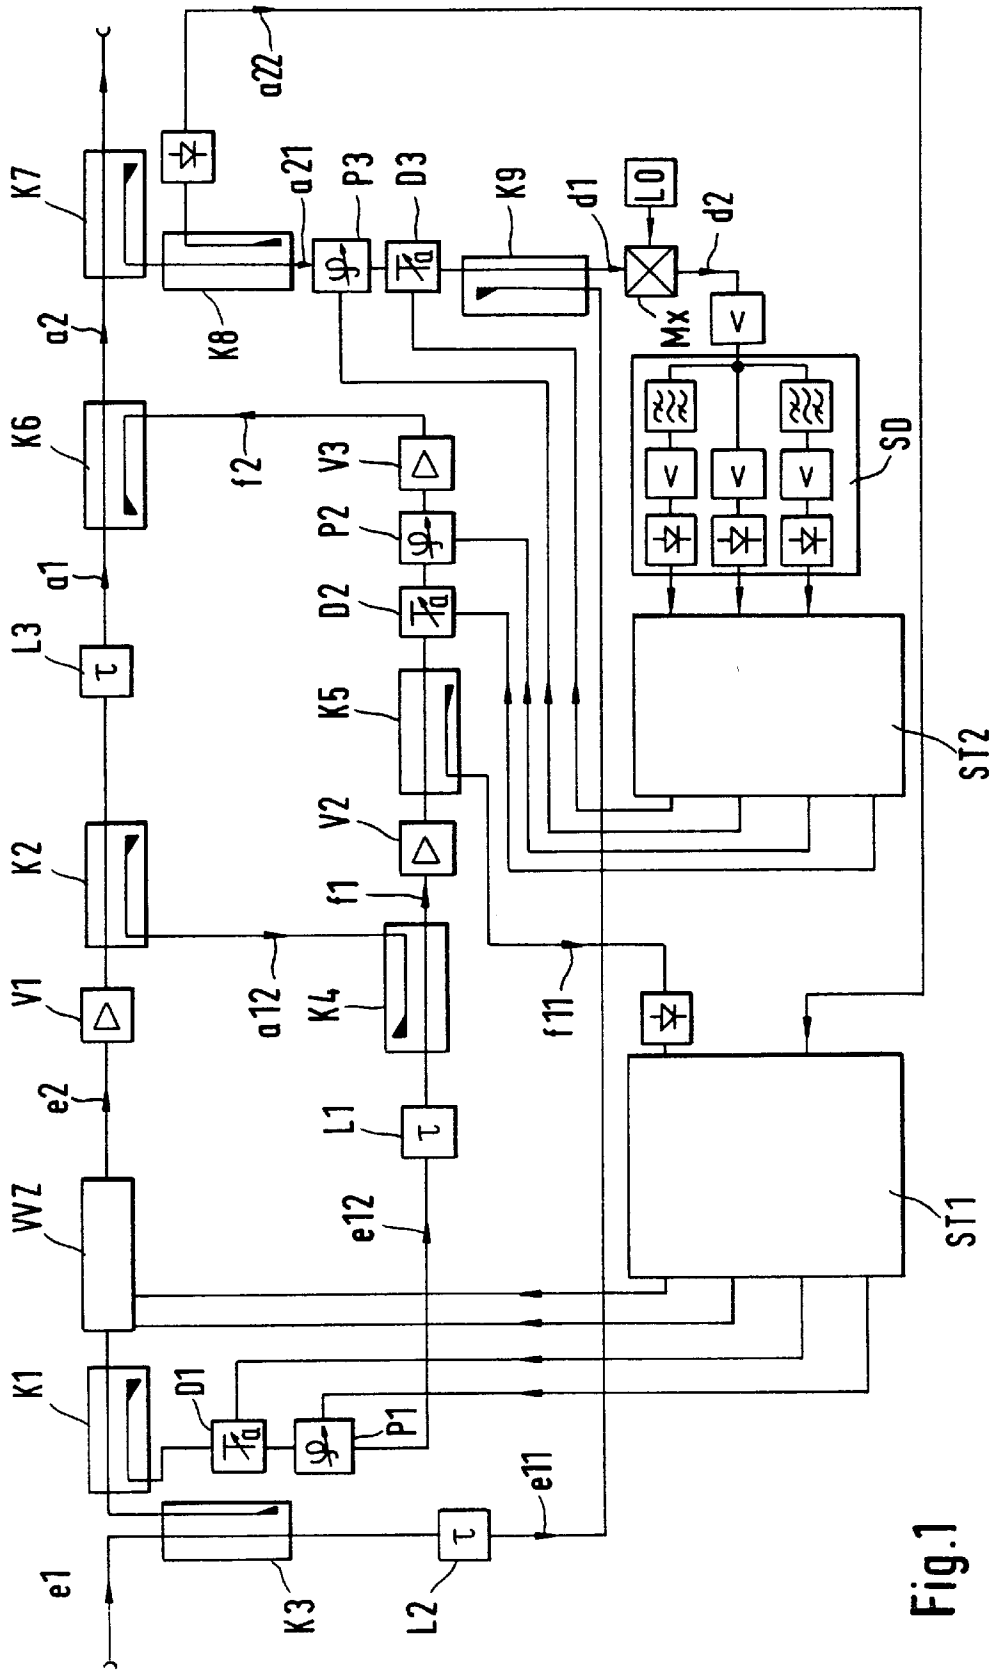 e1
K3
L2
e11
K1
D1
P1
VVZ
e12
L1
e2
V1
K2
a12
K4
f1
V2
K5
f11
L3
a1
K6
f2
D2
P2
V3
a2
K7
K8
a21
P3
D3
K9
d1
LO
Mx
d2
a22
SD
ST2
ST1
τ
τ
τ
φ
φ
φ
a
a
a
Fig.1